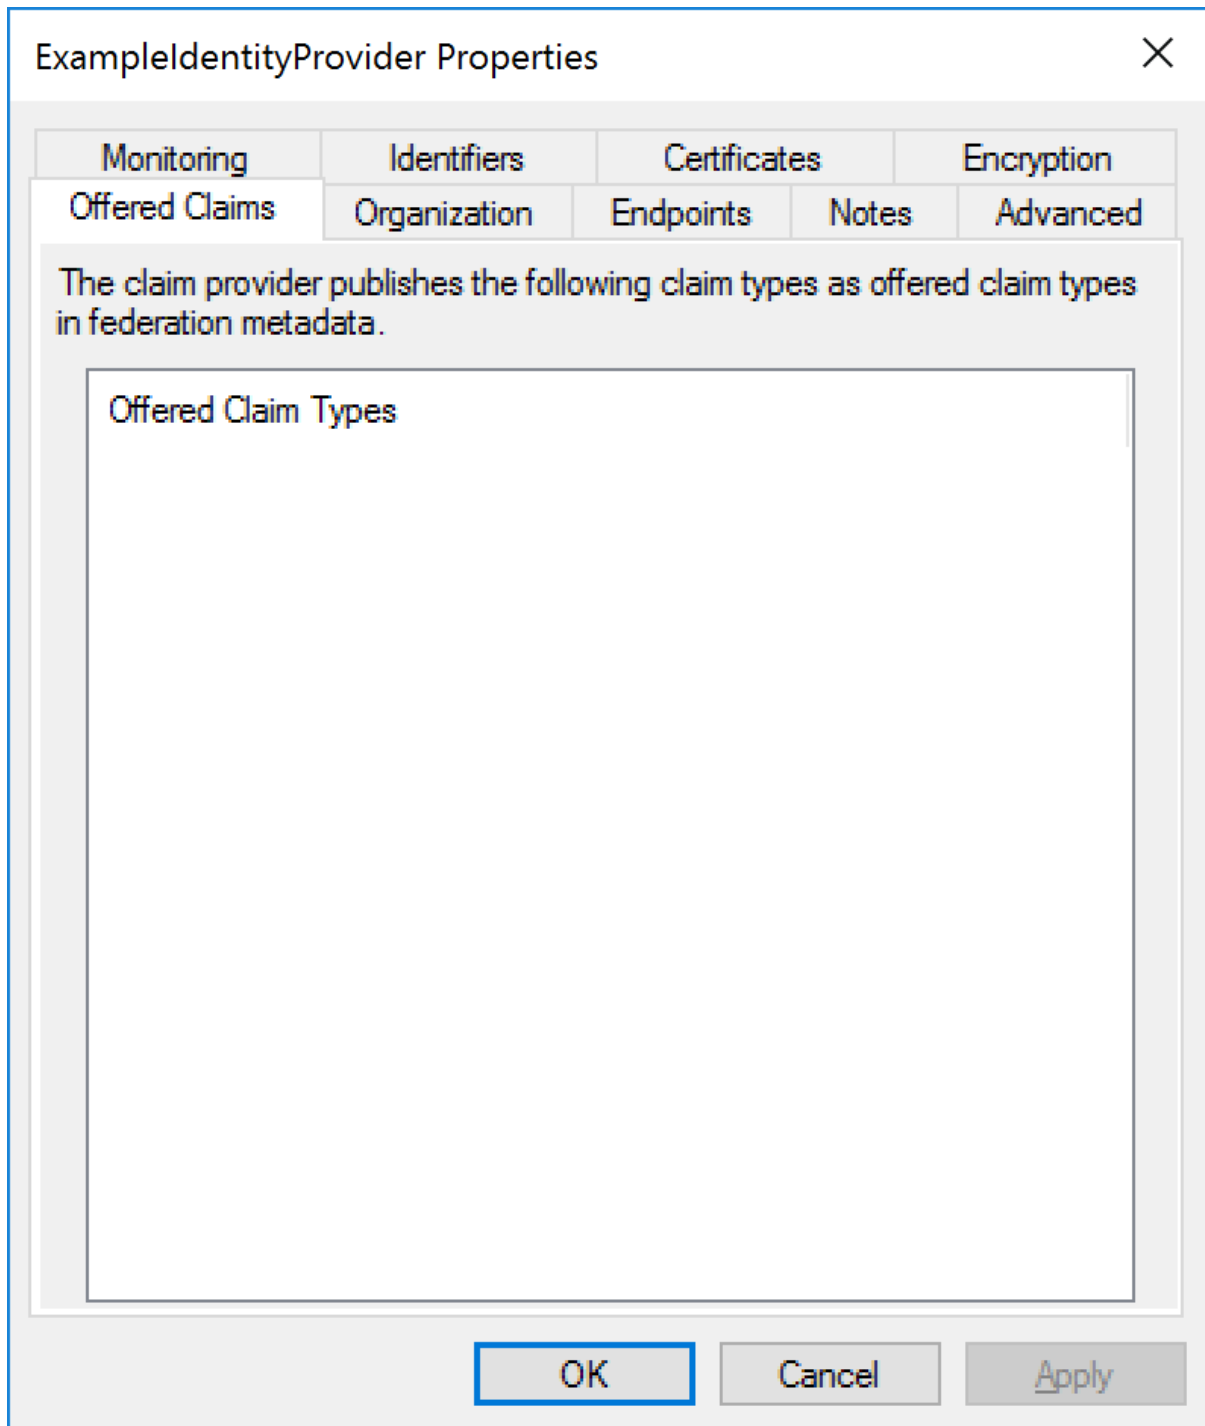 ExampleIdentityProvider Properties
Monitoring Identifiers Certificates Encryption
Offered Claims Organization Endpoints Notes Advanced
The claim provider publishes the following claim types as offered claim types
in federation metadata.
Offered Claim Types
OK Cancel Apply